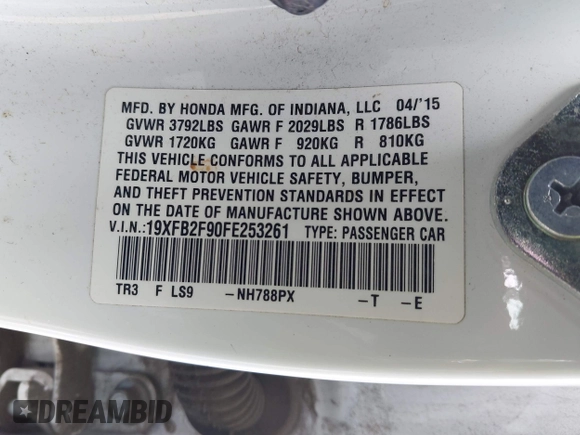 MFD. BY HONDA MFG. OF INDIANA, LLC 04/'15
GVWR 3792LBS GAWR F 2029LBS R 1786LBS
GVWR 1720KG GAWR F 920KG R 810KG
THIS VEHICLE CONFORMS TO ALL APPLICABLE
FEDERAL MOTOR VEHICLE SAFETY, BUMPER,
AND THEFT PREVENTION STANDARDS IN EFFECT
ON THE DATE OF MANUFACTURE SHOWN ABOVE.
V.I.N.:19XFB2F90FE253261 TYPE: PASSENGER CAR
TR3 F LS9 -NH788PX -T -E
DREAMBID